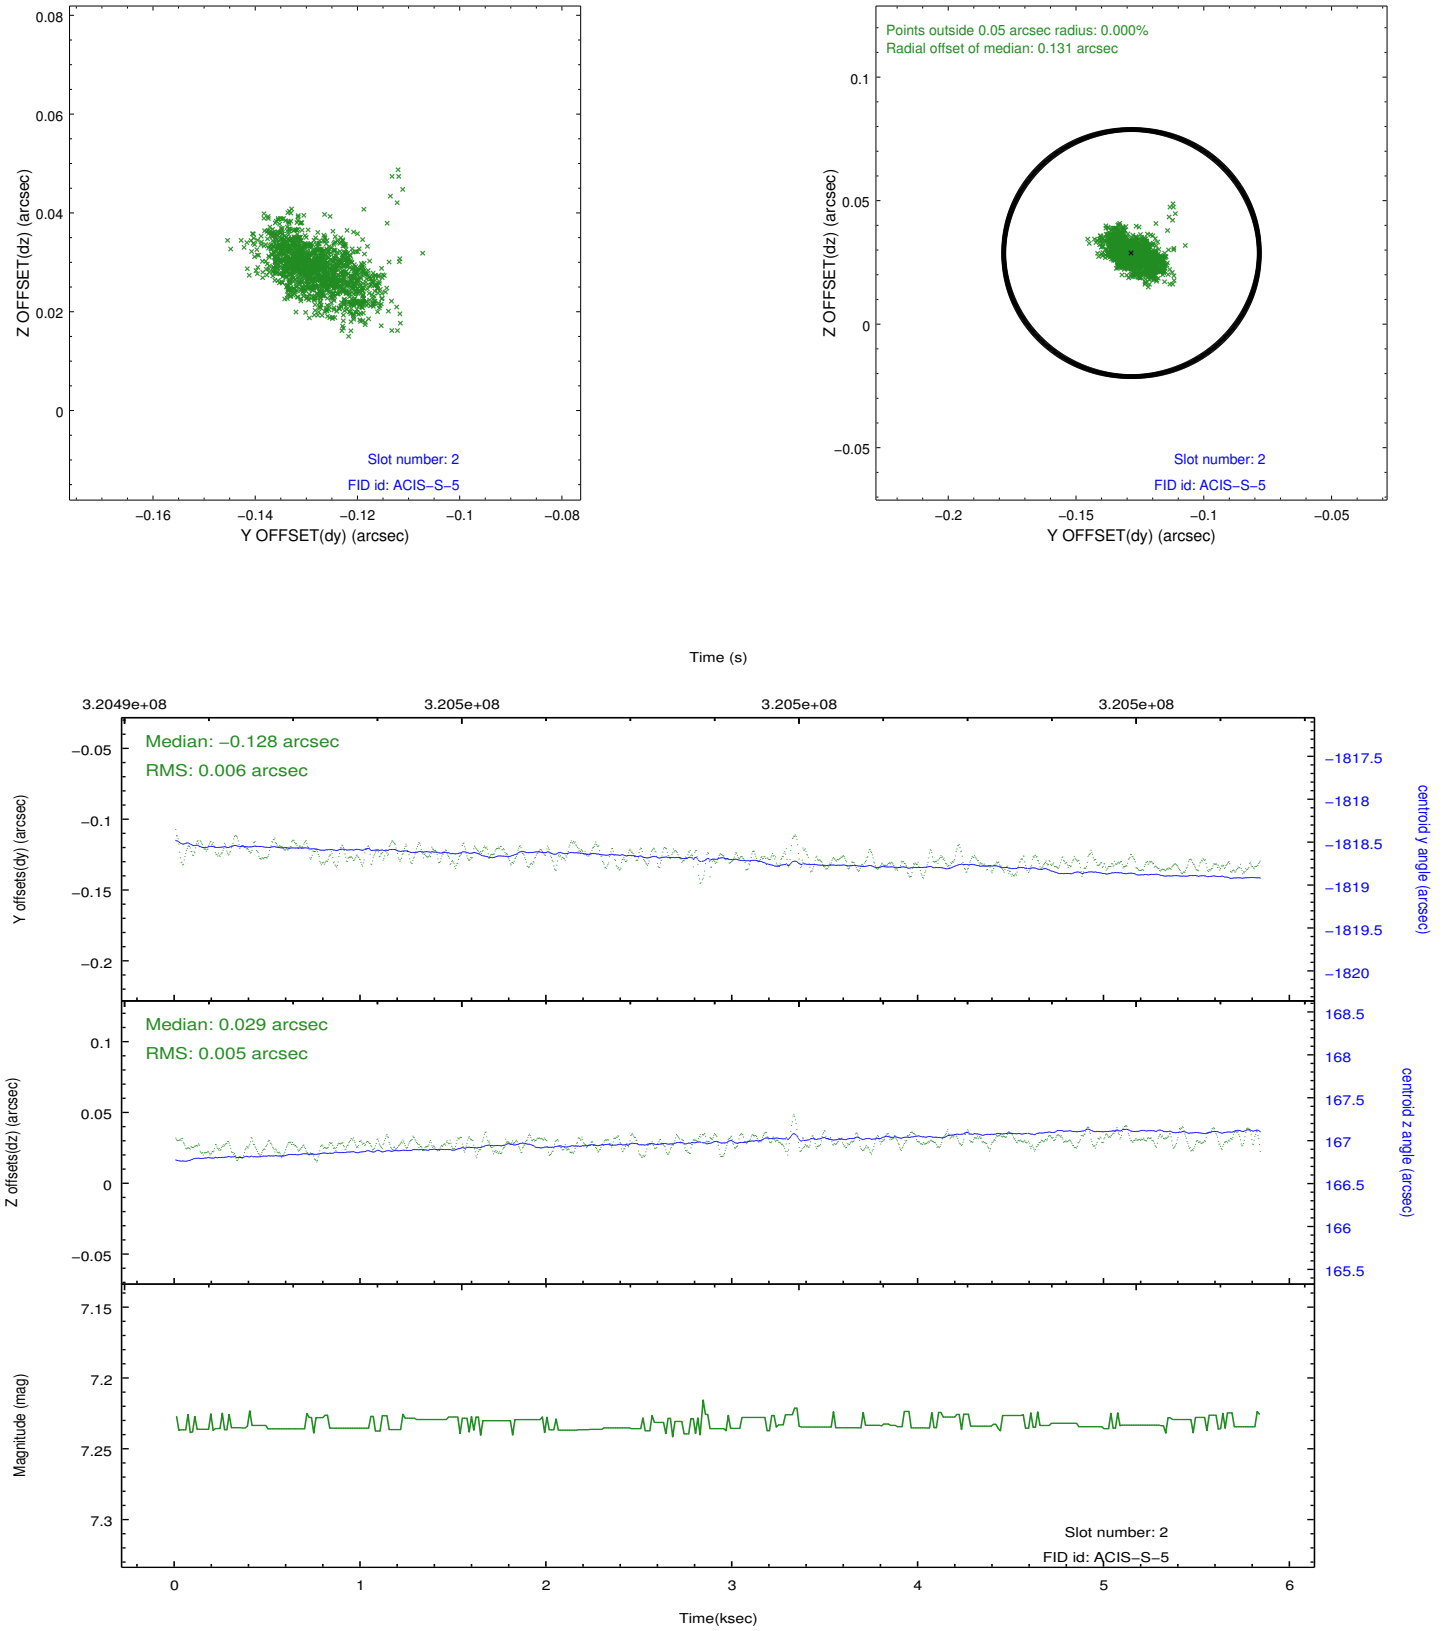 0.08
0.06
0.04
0.02
0
Z OFFSET(dz) (arcsec)
Slot number: 2
FID id: ACIS−S−5
−0.16 −0.14 −0.12 −0.1 −0.08
Y OFFSET(dy) (arcsec)
Points outside 0.05 arcsec radius: 0.000%
Radial offset of median: 0.131 arcsec
0.1
0.05
0
−0.05
Z OFFSET(dz) (arcsec)
Slot number: 2
FID id: ACIS−S−5
−0.2 −0.15 −0.1 −0.05
Y OFFSET(dy) (arcsec)
Time (s)
3.2049e+08 3.205e+08 3.205e+08 3.205e+08
Median: −0.128 arcsec
RMS: 0.006 arcsec
−0.05
−0.1
−0.15
−0.2
Y offsets(dy) (arcsec)
−1817.5
−1818
−1818.5
−1819
−1819.5
−1820
centroid y angle (arcsec)
Median: 0.029 arcsec
RMS: 0.005 arcsec
0.1
0.05
0
−0.05
Z offsets(dz) (arcsec)
168.5
168
167.5
167
166.5
166
165.5
centroid z angle (arcsec)
7.15
7.2
7.25
7.3
Magnitude (mag)
Slot number: 2
FID id: ACIS−S−5
0 1 2 3 4 5 6
Time(ksec)